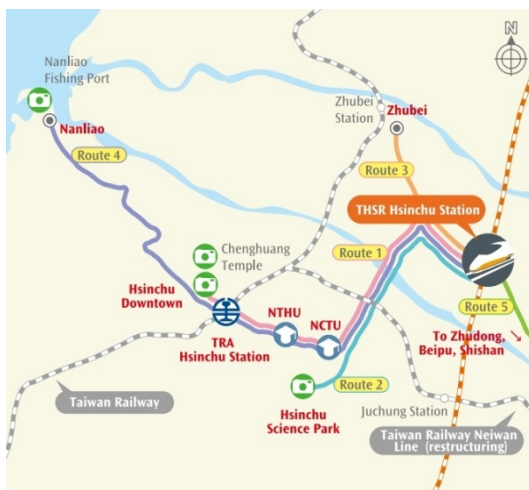 N
Nanliao
Fishing Port
Nanliao
Route 4
Zhubei
Station
Zhubei
Route 3
THSR Hsinchu Station
Chenghuang
Temple
Route 1
Hsinchu
Downtown
NTHU
NCTU
Route 5
TRA
Hsinchu Station
To Zhudong,
Beipu, Shishan
Route 2
Taiwan Railway
Hsinchu
Science Park
Juchung Station
Taiwan Railway Neiwan
Line (restructuring)